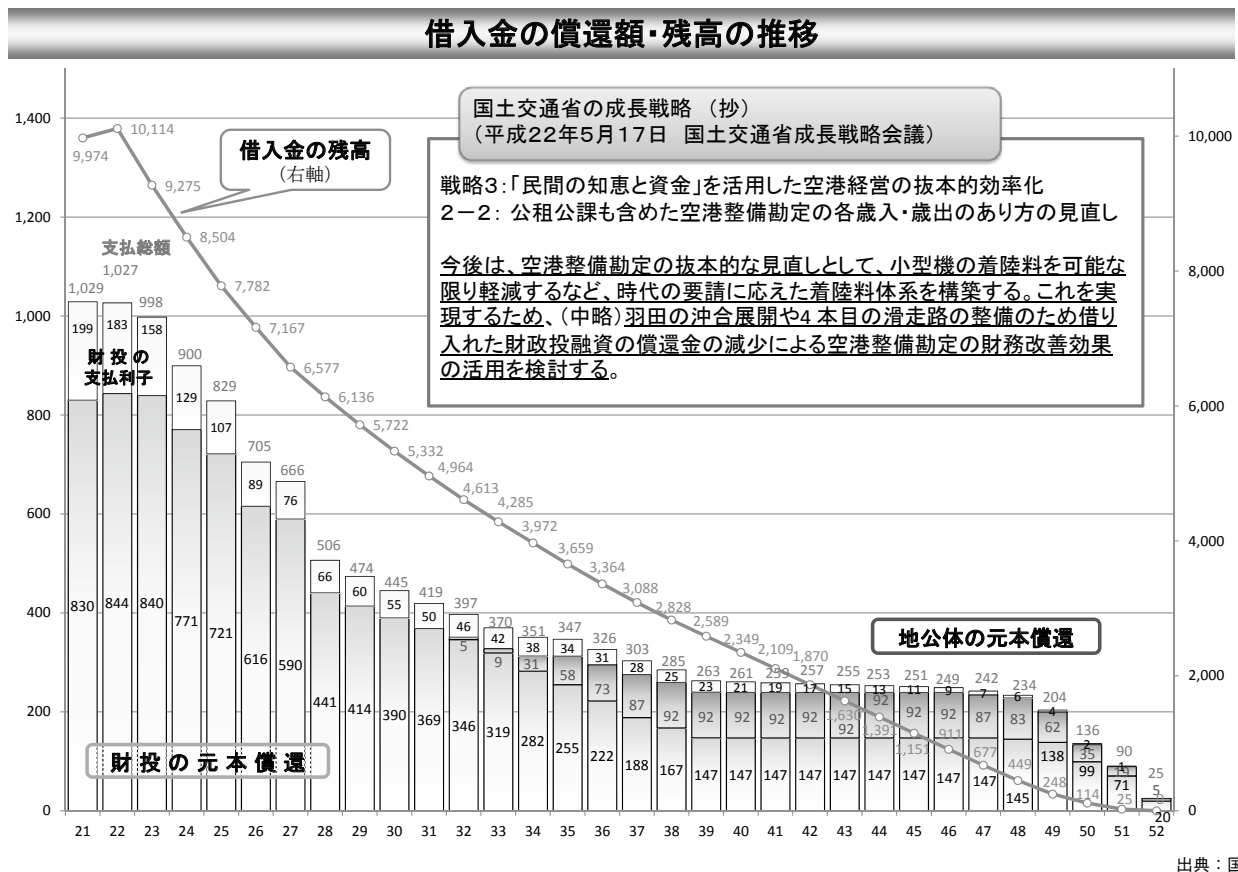 借入金の償還額・残高の推移
国土交通省の成長戦略 （抄）
（平成22年5月17日　国土交通省成長戦略会議）
戦略3：「民間の知恵と資金」を活用した空港経営の抜本的効率化
2－2： 公租公課も含めた空港整備勘定の各歳入・歳出のあり方の見直し
今後は、空港整備勘定の抜本的な見直しとして、小型機の着陸料を可能な
限り軽減するなど、時代の要請に応えた着陸料体系を構築する。これを実
現するため、（中略）羽田の沖合展開や4 本目の滑走路の整備のため借り
入れた財政投融資の償還金の減少による空港整備勘定の財務改善効果
の活用を検討する。
借入金の残高
（右軸）
支払総額
財投の
支払利子
地公体の元本償還
財投の元本償還
1,400
1,200
1,000
800
600
400
200
0
10,000
8,000
6,000
4,000
2,000
0
9,974 10,114 9,275 8,504 7,782 7,167 6,577 6,136 5,722 5,332 4,964 4,613 4,285 3,972 3,659 3,364 3,088 2,828 2,589 2,349 2,109 1,870 1,630 1,391 1,151 911 677 449 248 114 25 0
1,029 1,027 998 900 829 705 666 506 474 445 419 397 370 351 347 326 303 285 263 261 259 257 255 253 251 249 242 234 204 136 90 25
199 183 158 129 107 89 76 66 60 55 50 46 42 38 34 31 28 25 23 21 19 17 15 13 11 9 7 6 4 2 1
5 9 31 58 73 87 92 92 92 92 92 92 92 92 92 87 83 62 35 19 5
830 844 840 771 721 616 590 441 414 390 369 346 319 282 255 222 188 167 147 147 147 147 147 147 147 147 147 145 138 99 71 20
21 22 23 24 25 26 27 28 29 30 31 32 33 34 35 36 37 38 39 40 41 42 43 44 45 46 47 48 49 50 51 52
出典：国